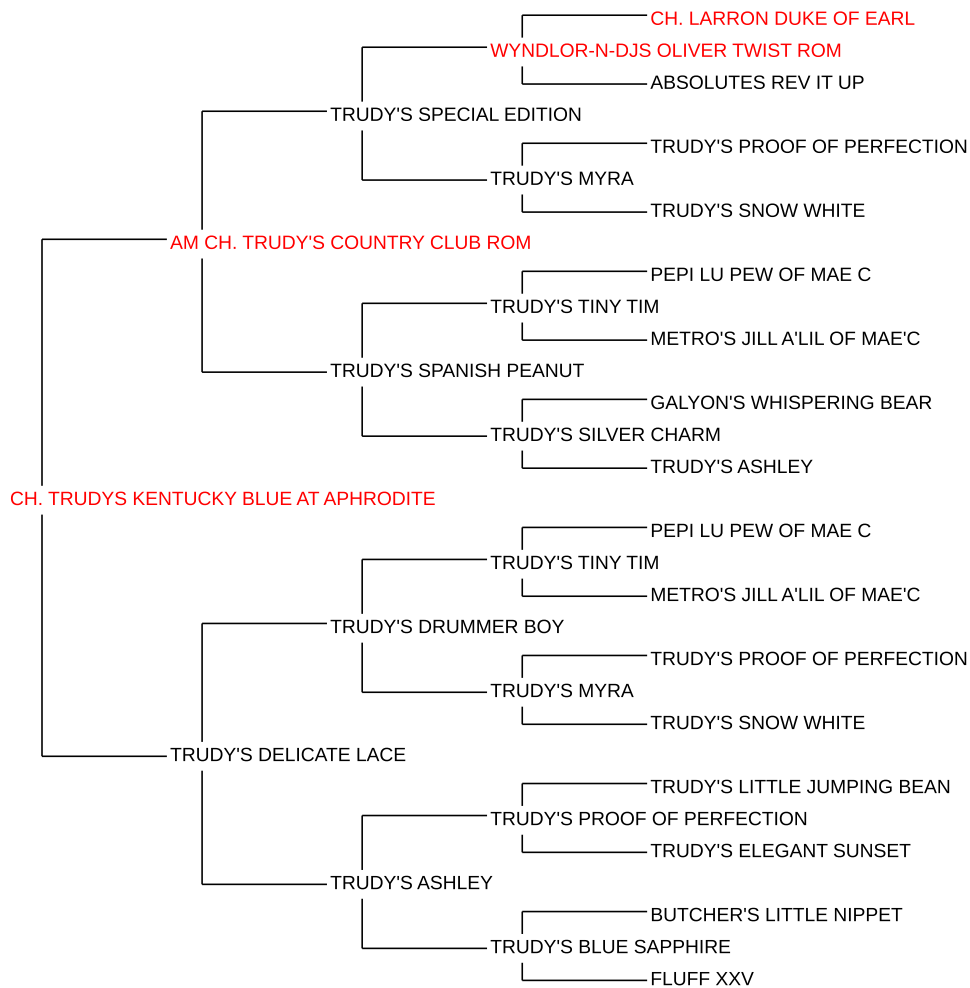 CH. LARRON DUKE OF EARL
WYNDLOR-N-DJS OLIVER TWIST ROM
ABSOLUTES REV IT UP
TRUDY'S SPECIAL EDITION
TRUDY'S PROOF OF PERFECTION
TRUDY'S MYRA
TRUDY'S SNOW WHITE
AM CH. TRUDY'S COUNTRY CLUB ROM
PEPI LU PEW OF MAE C
TRUDY'S TINY TIM
METRO'S JILL A'LIL OF MAE'C
TRUDY'S SPANISH PEANUT
GALYON'S WHISPERING BEAR
TRUDY'S SILVER CHARM
TRUDY'S ASHLEY
CH. TRUDYS KENTUCKY BLUE AT APHRODITE
PEPI LU PEW OF MAE C
TRUDY'S TINY TIM
METRO'S JILL A'LIL OF MAE'C
TRUDY'S DRUMMER BOY
TRUDY'S PROOF OF PERFECTION
TRUDY'S MYRA
TRUDY'S SNOW WHITE
TRUDY'S DELICATE LACE
TRUDY'S LITTLE JUMPING BEAN
TRUDY'S PROOF OF PERFECTION
TRUDY'S ELEGANT SUNSET
TRUDY'S ASHLEY
BUTCHER'S LITTLE NIPPET
TRUDY'S BLUE SAPPHIRE
FLUFF XXV